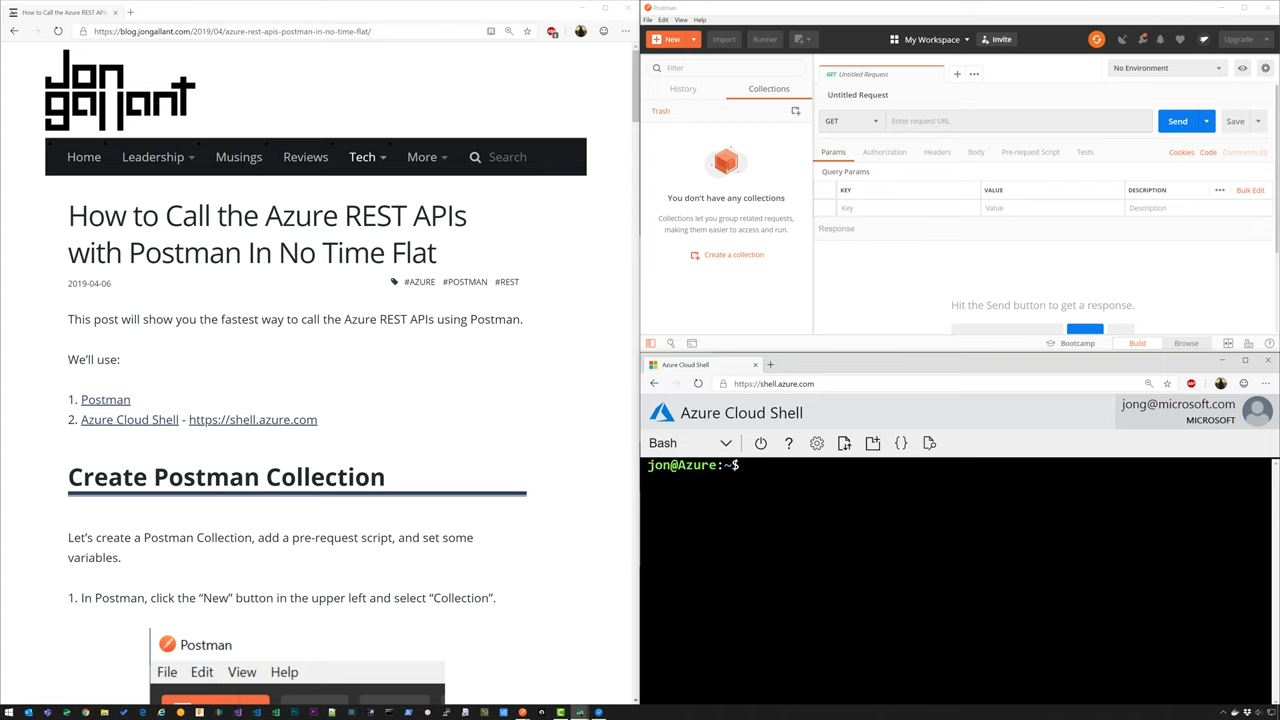 How to Call the Azure REST APIs
https://blog.jongallant.com/2019/04/azure-rest-apis-postman-in-no-time-flat/
jon
gallant
Home Leadership Musings Reviews Tech More Search
How to Call the Azure REST APIs
with Postman In No Time Flat
2019-04-06 #AZURE #POSTMAN #REST
This post will show you the fastest way to call the Azure REST APIs using Postman.
We'll use:
1. Postman
2. Azure Cloud Shell - https://shell.azure.com
Create Postman Collection
Let's create a Postman Collection, add a pre-request script, and set some
variables.
1. In Postman, click the “New” button in the upper left and select “Collection”.
Postman
File Edit View Help
Postman
File Edit View Help
New Import Runner My Workspace Invite Upgrade
Filter
History Collections
Trash
You don't have any collections
Collections let you group related requests,
making them easier to access and run.
Create a collection
GET Untitled Request No Environment
Untitled Request
GET Enter request URL Send Save
Params Authorization Headers Body Pre-request Script Tests Cookies Code Comments (0)
Query Params
KEY VALUE DESCRIPTION Bulk Edit
Key Value Description
Response
Hit the Send button to get a response.
Bootcamp Build Browse
Azure Cloud Shell
https://shell.azure.com
Azure Cloud Shell jong@microsoft.com
MICROSOFT
Bash
jon@Azure:~$